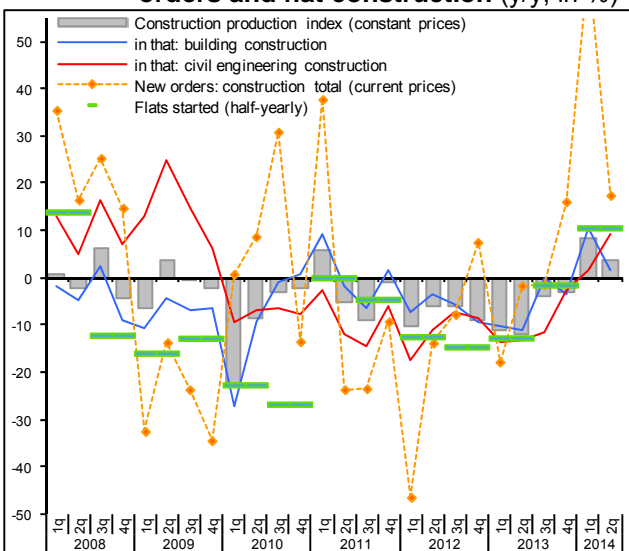 orders and flat construction (y/y, in %)
Construction production index (constant prices)
in that: building construction
in that: civil engineering construction
New orders: construction total (current prices)
Flats started (half-yearly)
50
40
30
20
10
0
-10
-20
-30
-40
-50
1q 2q 3q 4q 1q 2q 3q 4q 1q 2q 3q 4q 1q 2q 3q 4q 1q 2q 3q 4q 1q 2q 3q 4q 1q 2q
2008 2009 2010 2011 2012 2013 2014